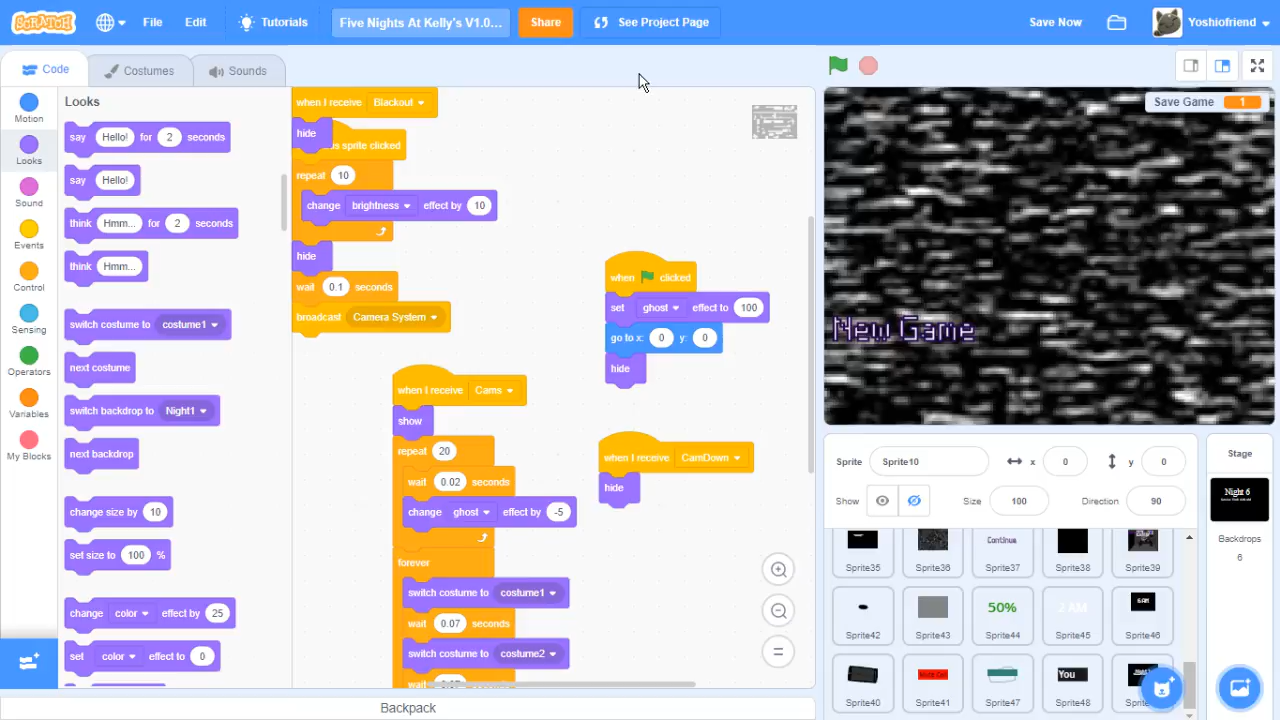 SCRATCH
File
Edit
Tutorials
Five Nights At Kelly's V1.0...
Share
See Project Page
Save Now
Yoshiofriend
Code
Costumes
Sounds
Motion
Looks
Sound
Events
Control
Sensing
Operators
Variables
My Blocks
Looks
say Hello! for 2 seconds
say Hello!
think Hmm... for 2 seconds
think Hmm...
switch costume to costume1
next costume
switch backdrop to Night1
next backdrop
change size by 10
set size to 100 %
change color effect by 25
set color effect to 0
when I receive Blackout
hide
s sprite clicked
repeat 10
change brightness effect by 10
hide
wait 0.1 seconds
broadcast Camera System
when I receive Cams
show
repeat 20
wait 0.02 seconds
change ghost effect by -5
forever
switch costume to costume1
wait 0.07 seconds
switch costume to costume2
wait
when clicked
set ghost effect to 100
go to x: 0 y: 0
hide
when I receive CamDown
hide
Backpack
Save Game 1
New Game
Sprite Sprite10 x 0 y 0
Show Size 100 Direction 90
Continue
Sprite35 Sprite36 Sprite37 Sprite38 Sprite39
50% 2 AM 6 AM
Sprite42 Sprite43 Sprite44 Sprite45 Sprite46
Mute Call You
Sprite40 Sprite41 Sprite47 Sprite48
Stage
Night 6
Backdrops
6